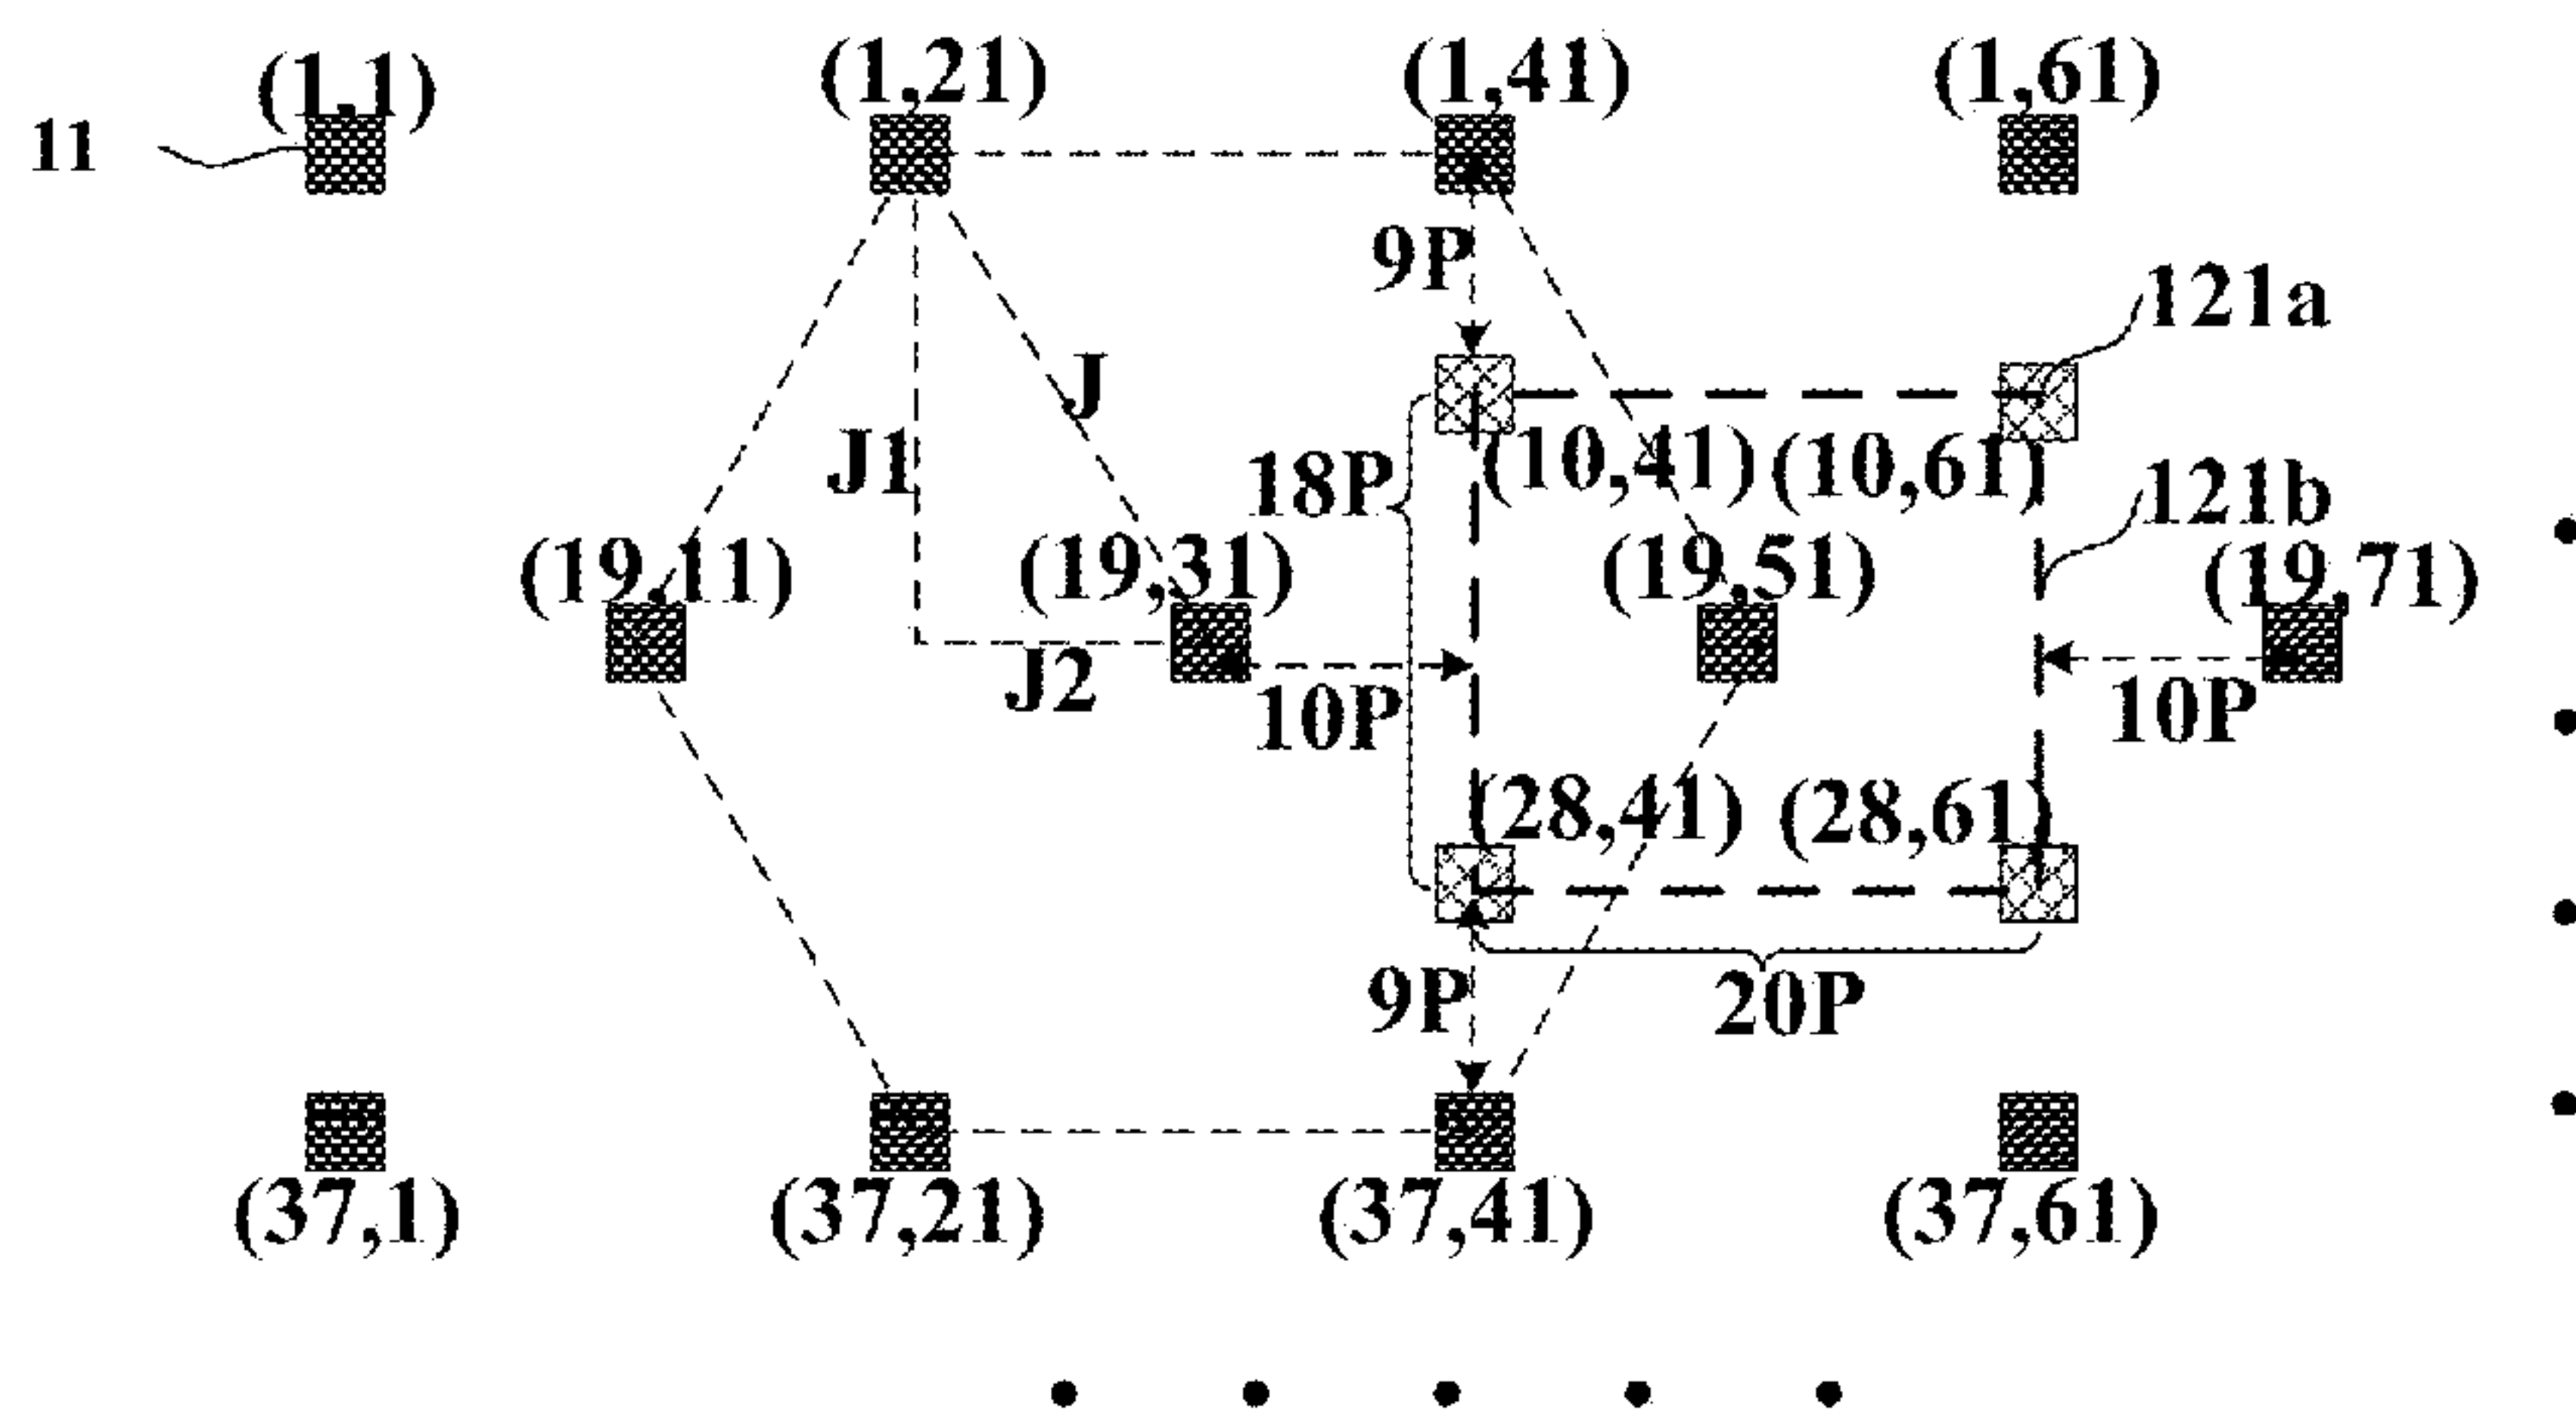 (1,1) (1,21) (1,41) (1,61)
11
9P
121a
J
J1
18P
(10,41) (10,61)
121b
(19,11) (19,31) (19,51) (19,71)
J2
10P 10P
(28,41) (28,61)
9P
20P
(37,1) (37,21) (37,41) (37,61)